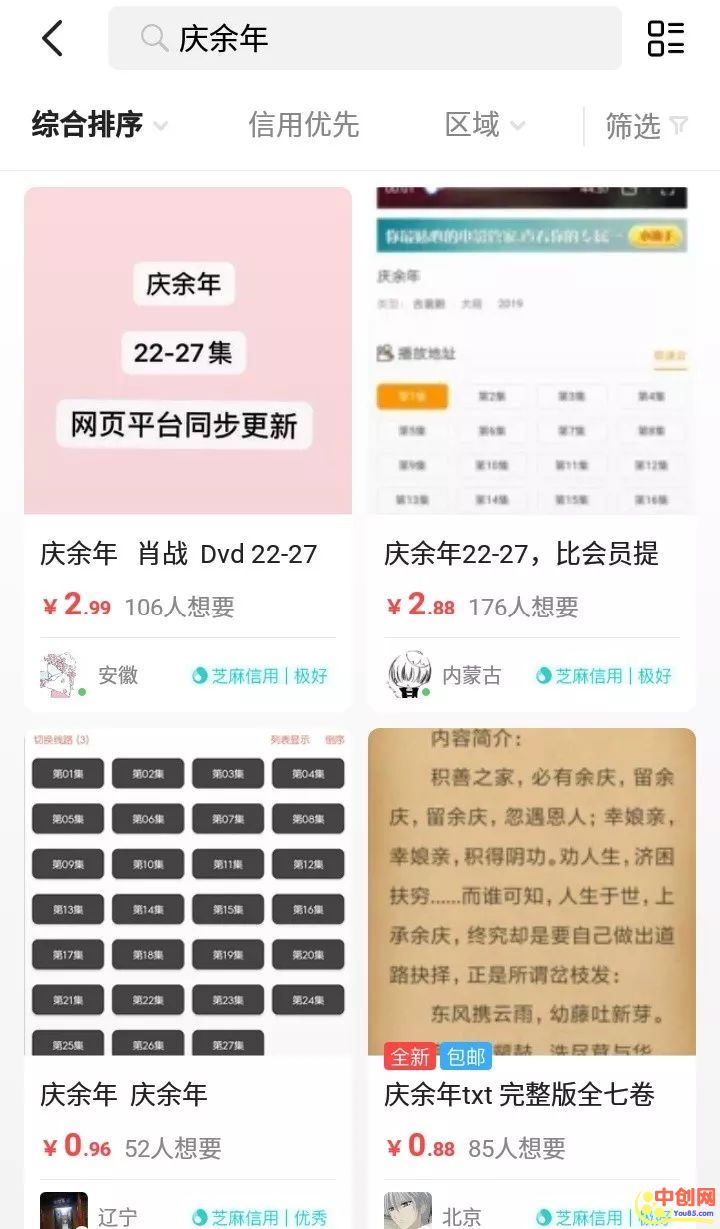 庆余年
综合排序 信用优先 区域 筛选
庆余年
22-27集
网页平台同步更新
庆余年 肖战 Dvd 22-27
¥2.99 106人想要
安徽 芝麻信用|极好
庆余年
2019
播放地址
第1集 第2集 第3集 第4集
第5集 第6集 第7集 第8集
第9集 第10集 第11集 第12集
第13集 第14集 第15集 第16集
庆余年22-27，比会员提
¥2.88 176人想要
内蒙古 芝麻信用|极好
切换线路 (3) 列表显示 倒序
第01集 第02集 第03集 第04集
第05集 第06集 第07集 第08集
第09集 第10集 第11集 第12集
第13集 第14集 第15集 第16集
第17集 第18集 第19集 第20集
第21集 第22集 第23集 第24集
第25集 第26集 第27集
庆余年 庆余年
¥0.96 52人想要
辽宁 芝麻信用|优秀
内容简介：
积善之家，必有余庆，留余
庆，留余庆，忽遇恩人；幸娘亲，
幸娘亲，积得阴功。劝人生，济困
扶穷……而谁可知，人生于世，上
承余庆，终究却是要自己做出道
路抉择，正是所谓岔枝发：
东风携云雨，幼藤吐新芽。
全新 包邮
庆余年txt 完整版全七卷
¥0.88 85人想要
北京 芝麻信用|极好
中创网
You85.com